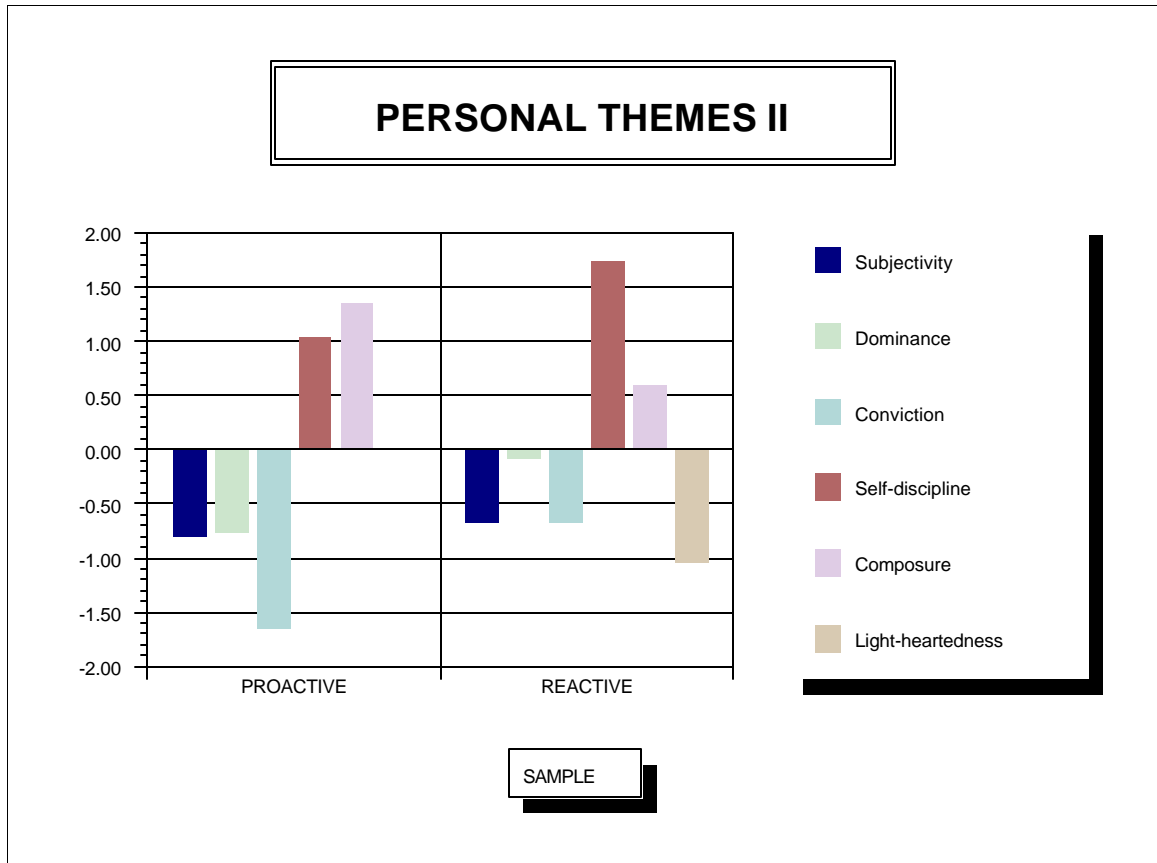 PERSONAL THEMES II
2.00
1.50
1.00
0.50
0.00
-0.50
-1.00
-1.50
-2.00
PROACTIVE REACTIVE
Subjectivity
Dominance
Conviction
Self-discipline
Composure
Light-heartedness
SAMPLE